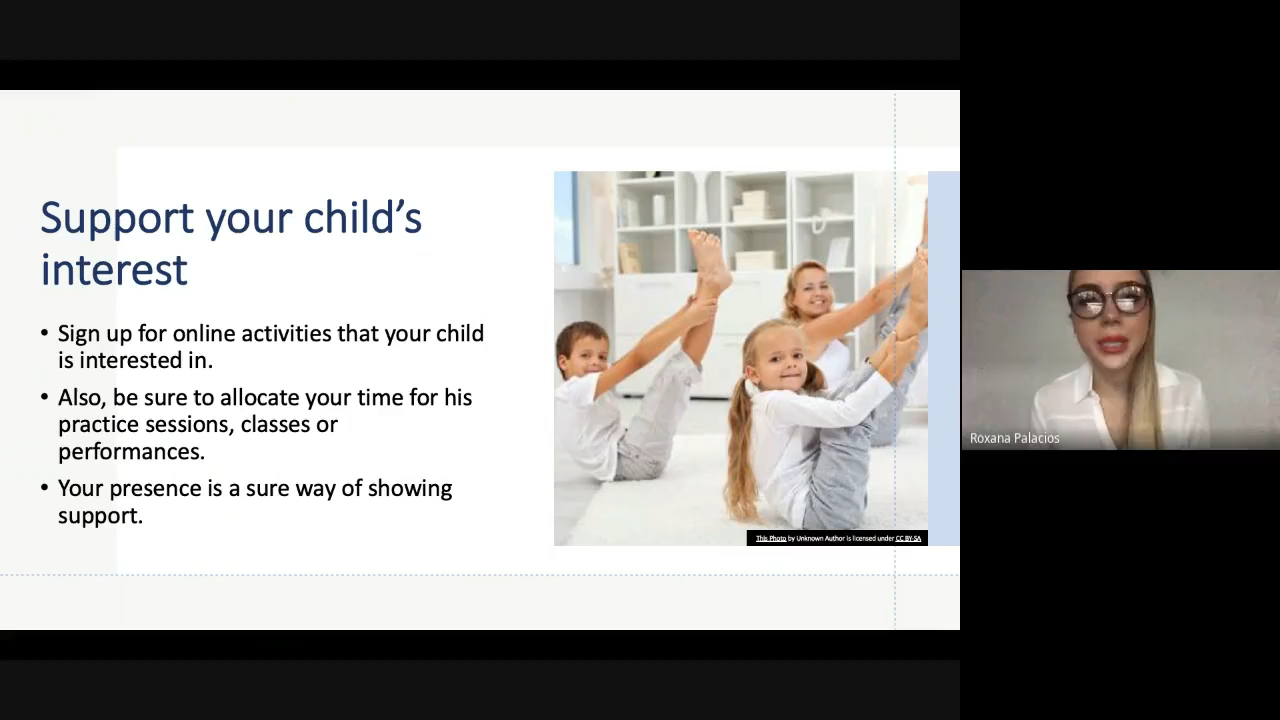 Support your child’s
interest
• Sign up for online activities that your child
is interested in.
• Also, be sure to allocate your time for his
practice sessions, classes or
performances.
• Your presence is a sure way of showing
support.
This Photo by Unknown Author is licensed under CC BY-SA
Roxana Palacios